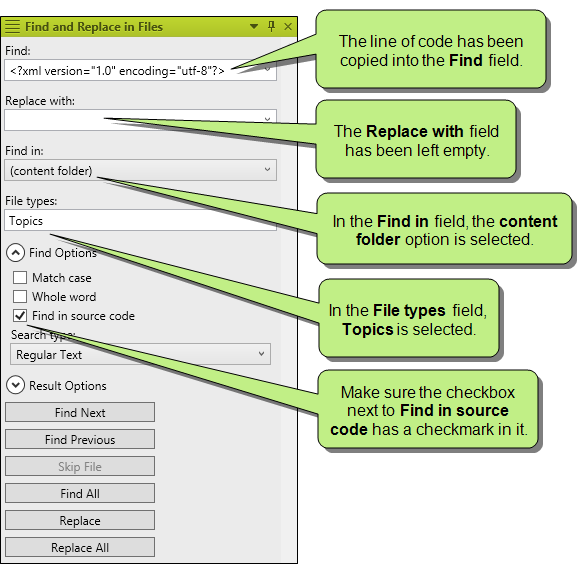 Find and Replace in Files
Find:
<?xml version="1.0" encoding="utf-8"?>
Replace with:
Find in:
(content folder)
File types:
Topics
Find Options
Match case
Whole word
Find in source code
Search type:
Regular Text
Result Options
Find Next
Find Previous
Skip File
Find All
Replace
Replace All
The line of code has been
copied into the Find field.
The Replace with field
has been left empty.
In the Find in field, the content
folder option is selected.
In the File types field,
Topics is selected.
Make sure the checkbox
next to Find in source
code has a checkmark in it.